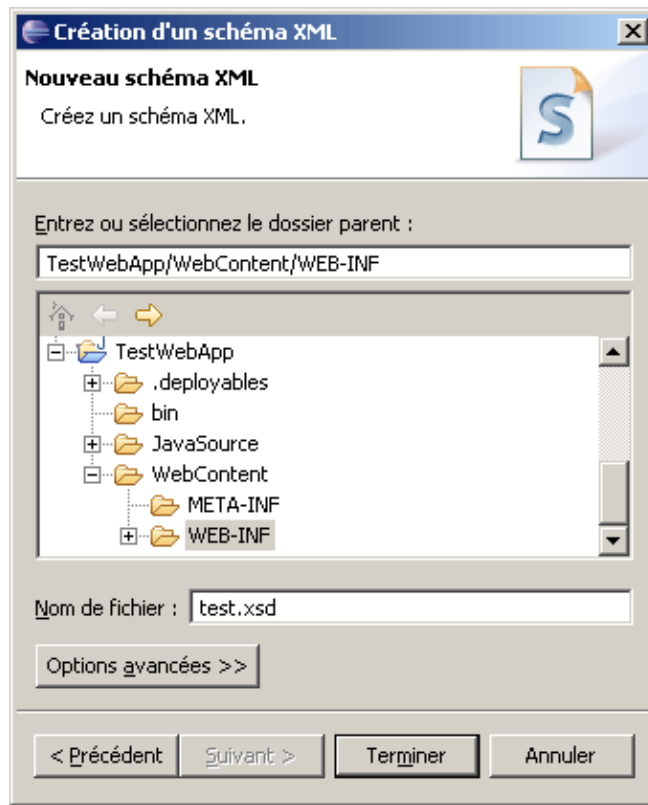 Création d'un schéma XML
Nouveau schéma XML
Créez un schéma XML.
S
Entrez ou sélectionnez le dossier parent :
TestWebApp/WebContent/WEB-INF
TestWebApp
.deployables
bin
JavaSource
WebContent
META-INF
WEB-INF
Nom de fichier : test.xsd
Options avancées >>
< Précédent Suivant > Terminer Annuler